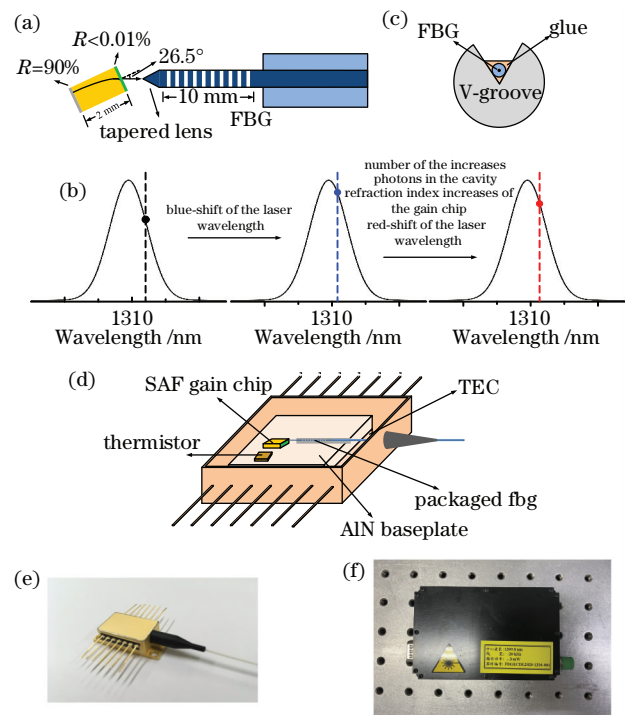 (a)
R<0.01%
R=90%
26.5°
2 mm
10 mm
FBG
tapered lens
(c)
FBG
glue
V-groove
(b)
blue-shift of the laser
wavelength
number of the increases
photons in the cavity
refraction index increases of
the gain chip
red-shift of the laser
wavelength
1310
1310
1310
Wavelength /nm
Wavelength /nm
Wavelength /nm
(d)
SAF gain chip
TEC
thermistor
packaged fbg
AlN baseplate
(e)
(f)